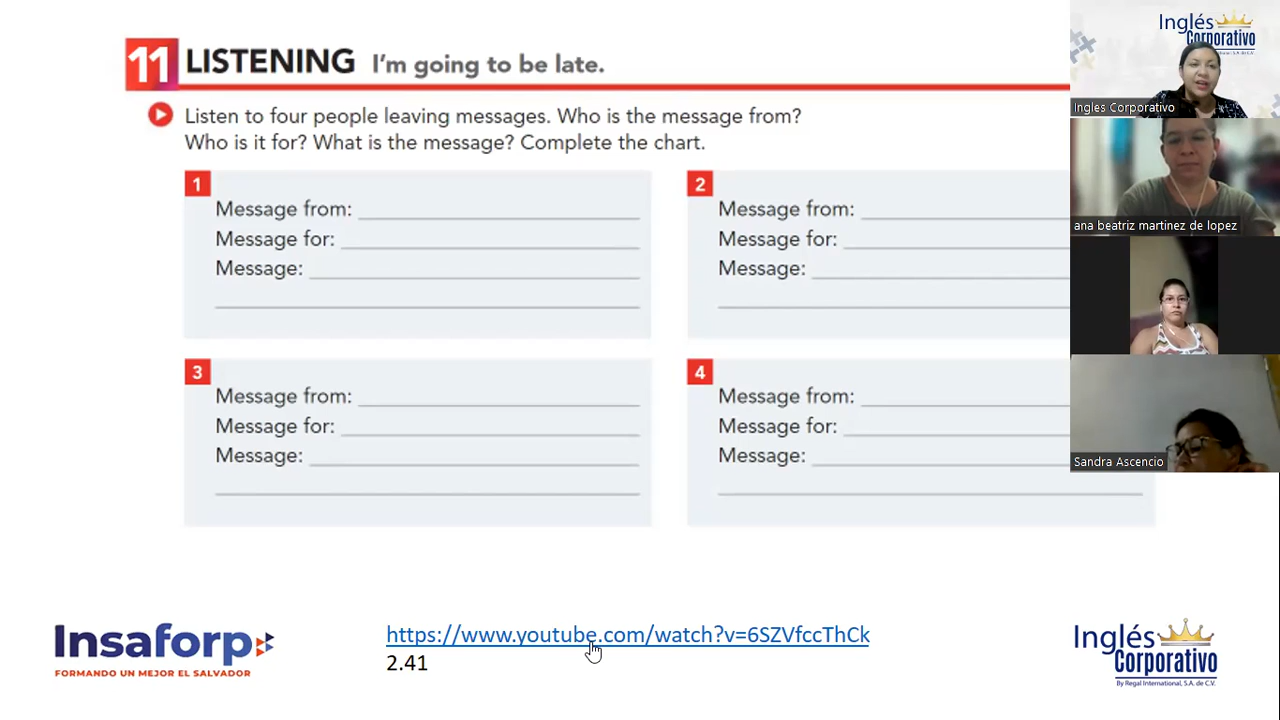 11 LISTENING I'm going to be late.
Listen to four people leaving messages. Who is the message from?
Who is it for? What is the message? Complete the chart.
1
Message from:
Message for:
Message:
2
Message from:
Message for:
Message:
3
Message from:
Message for:
Message:
4
Message from:
Message for:
Message:
Insaforp
FORMANDO UN MEJOR EL SALVADOR
https://www.youtube.com/watch?v=6SZVfccThCk
2.41
Inglés
Corporativo
By Regal International, S.A. de C.V.
Inglés
Corporativo
Ingles Corporativo
ana beatriz martinez de lopez
Sandra Ascencio